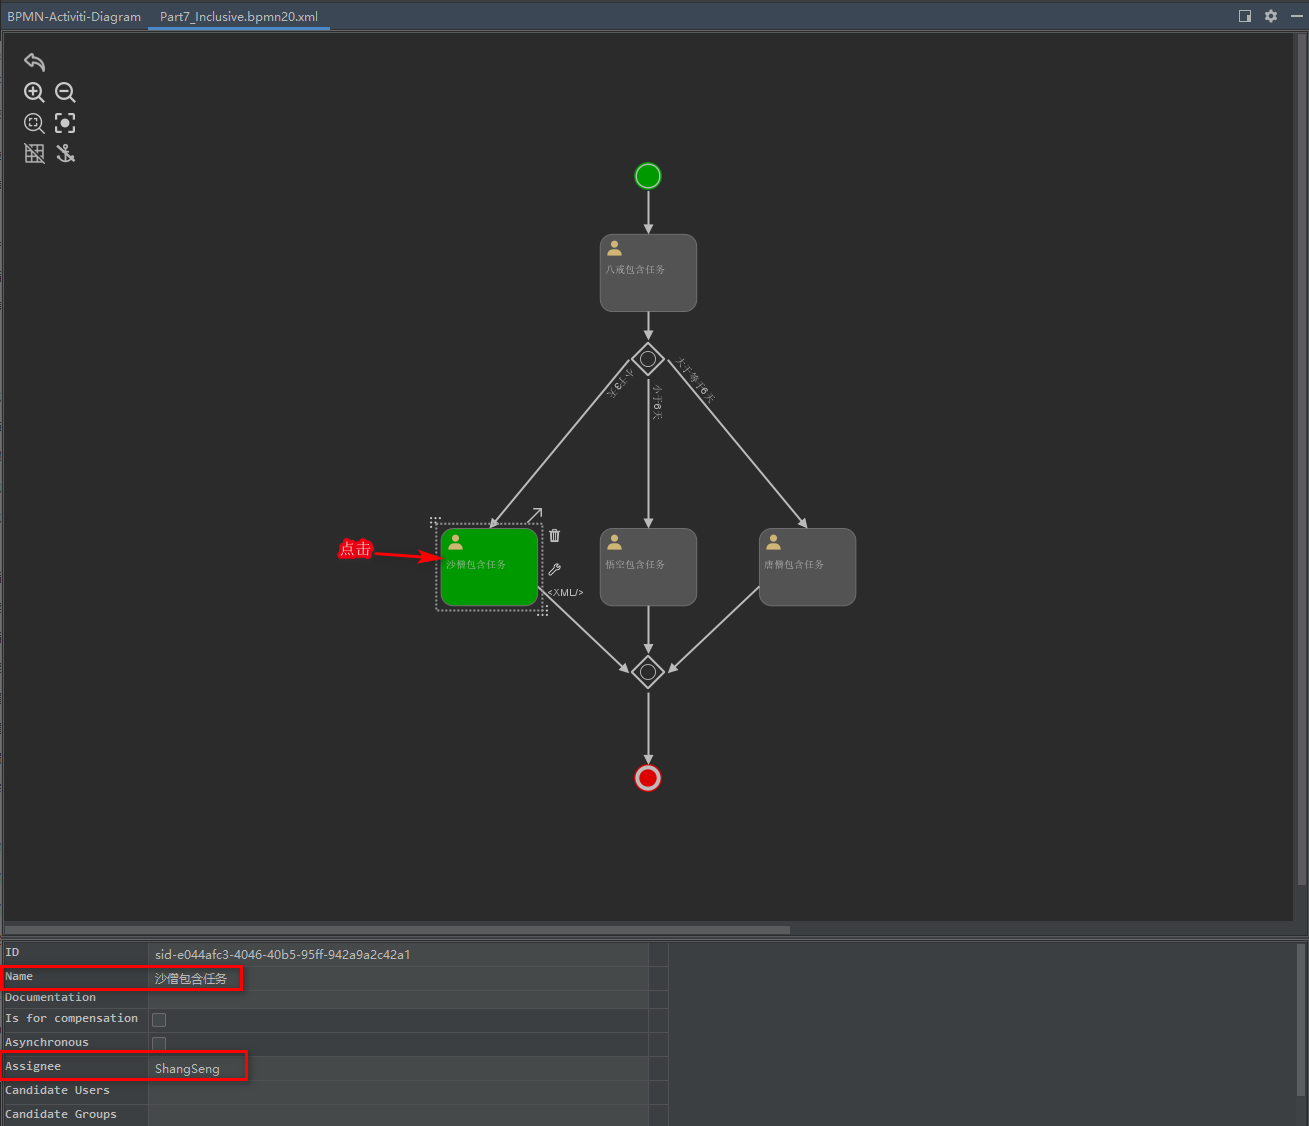 BPMN-Activiti-Diagram
Part7_Inclusive.bpmn20.xml
八戒包含任务
小于3天
小于6天
大于等于6天
点击
沙僧包含任务
<XML/>
悟空包含任务
唐僧包含任务
ID sid-e044afc3-4046-40b5-95ff-942a9a2c42a1
Name 沙僧包含任务
Documentation
Is for compensation
Asynchronous
Assignee ShangSeng
Candidate Users
Candidate Groups